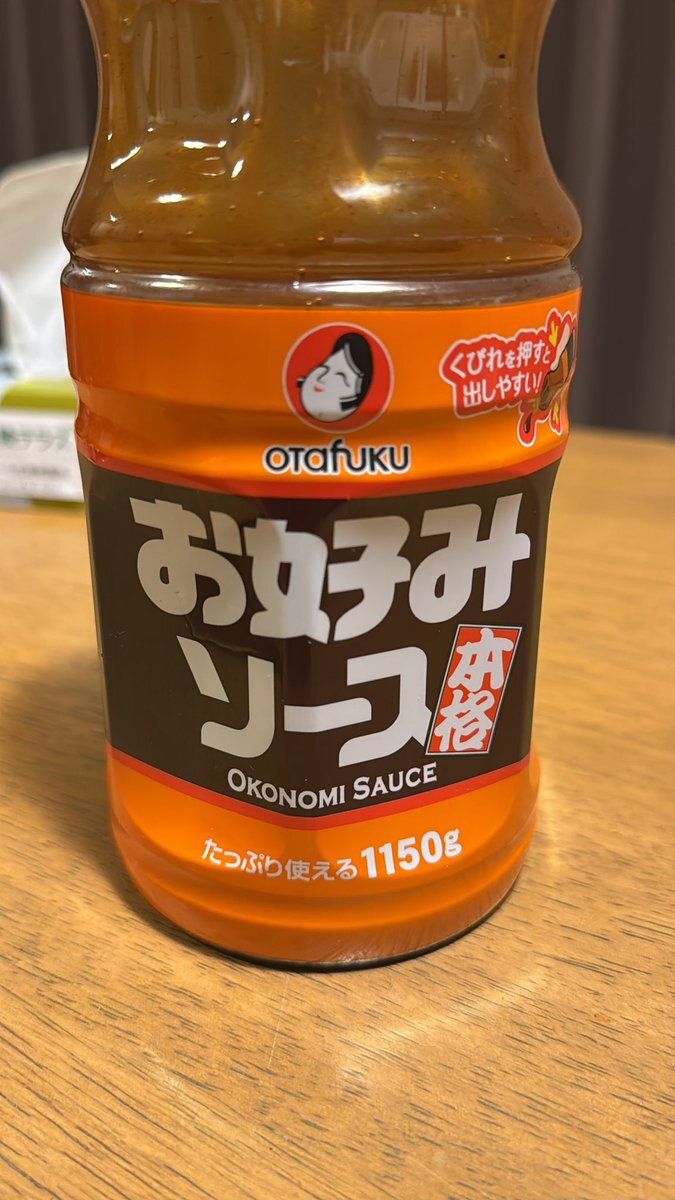 くびれを押すと
出しやすい!
OTAFUKU
お好み
ソース
本格
OKONOMI SAUCE
たっぷり使える1150g